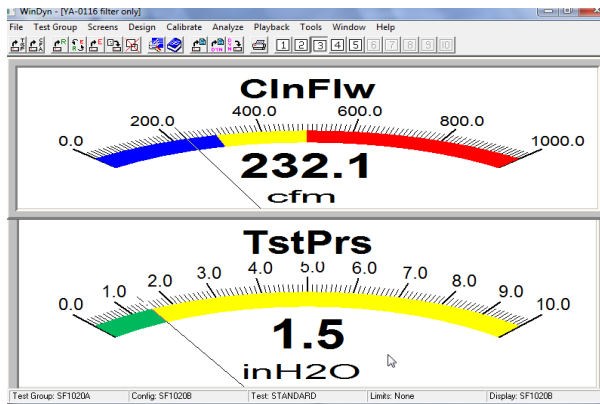 WinDyn - [YA-0116 filter only]
File Test Group Screens Design Calibrate Analyze Playback Tools Window Help
1 2 3 4 5 6 7 8 9 10
ClnFlw
0.0 200.0 400.0 600.0 800.0 1000.0
232.1
cfm
TstPrs
0.0 1.0 2.0 3.0 4.0 5.0 6.0 7.0 8.0 9.0 10.0
1.5
inH2O
Test Group: SF1020A Config: SF1020B Test: STANDARD Limits: None Display: SF1020B